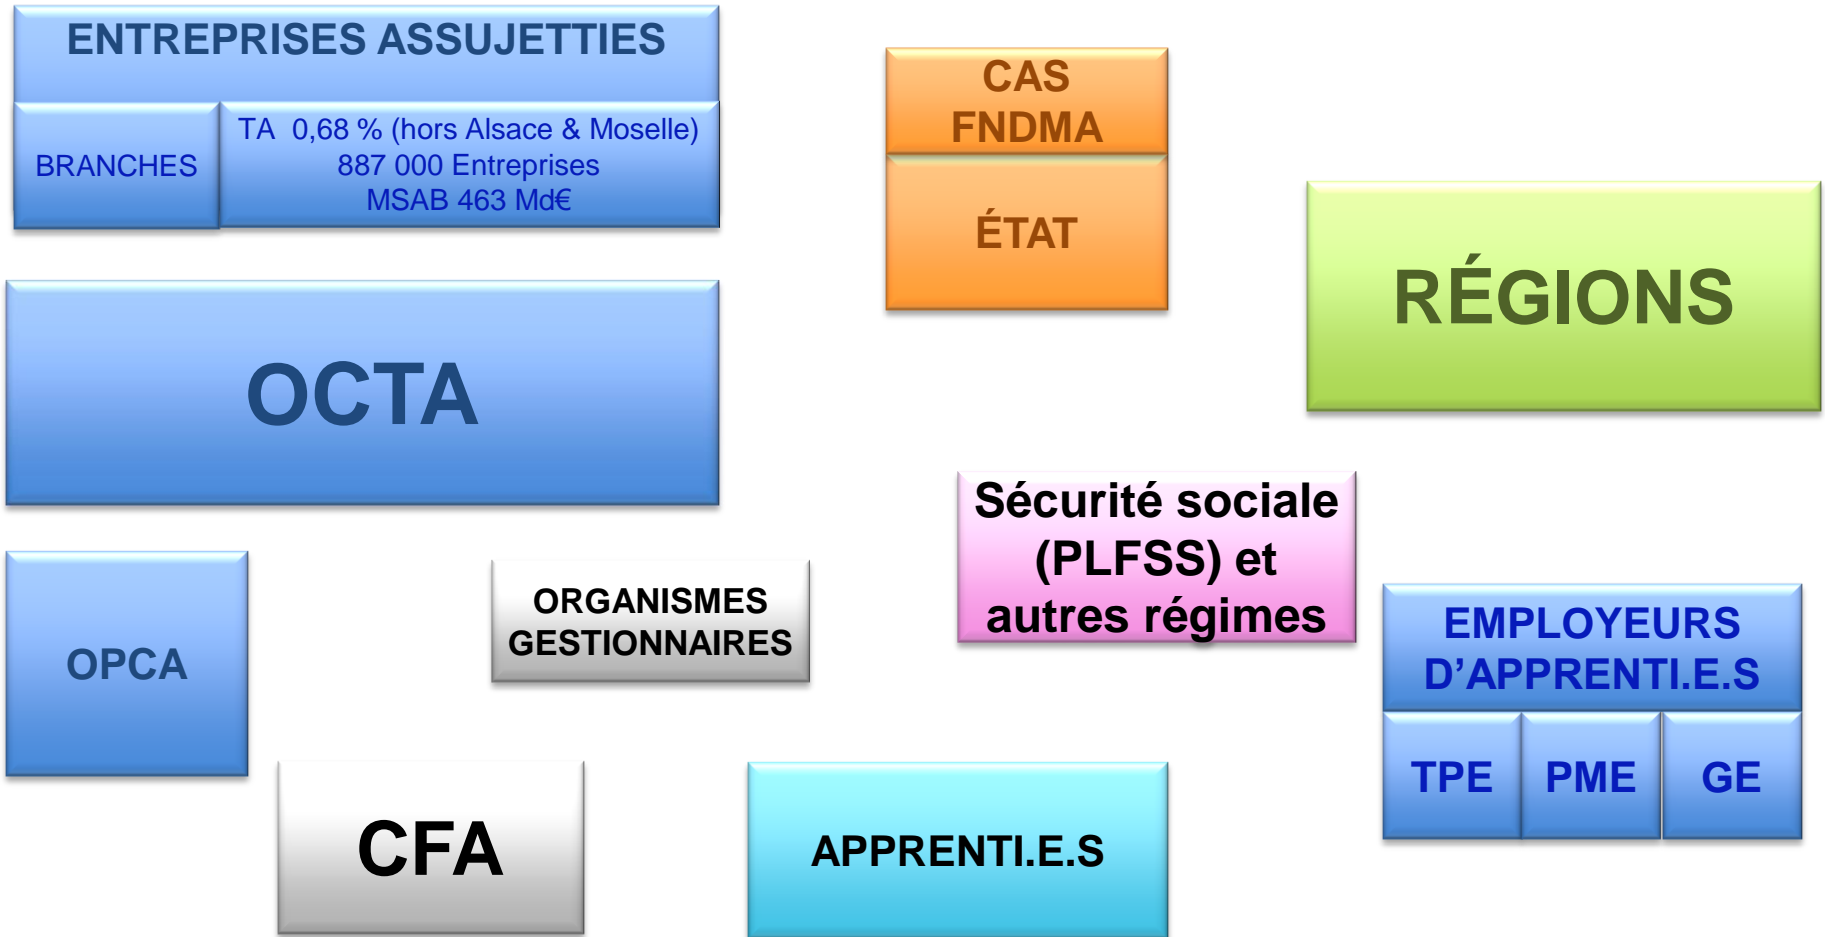 ENTREPRISES ASSUJETTIES
BRANCHES
TA 0,68 % (hors Alsace & Moselle)
887 000 Entreprises
MSAB 463 Md€
CAS
FNDMA
ÉTAT
RÉGIONS
OCTA
Sécurité sociale
(PLFSS) et
autres régimes
OPCA
ORGANISMES
GESTIONNAIRES
EMPLOYEURS
D’APPRENTI.E.S
TPE
PME
GE
CFA
APPRENTI.E.S